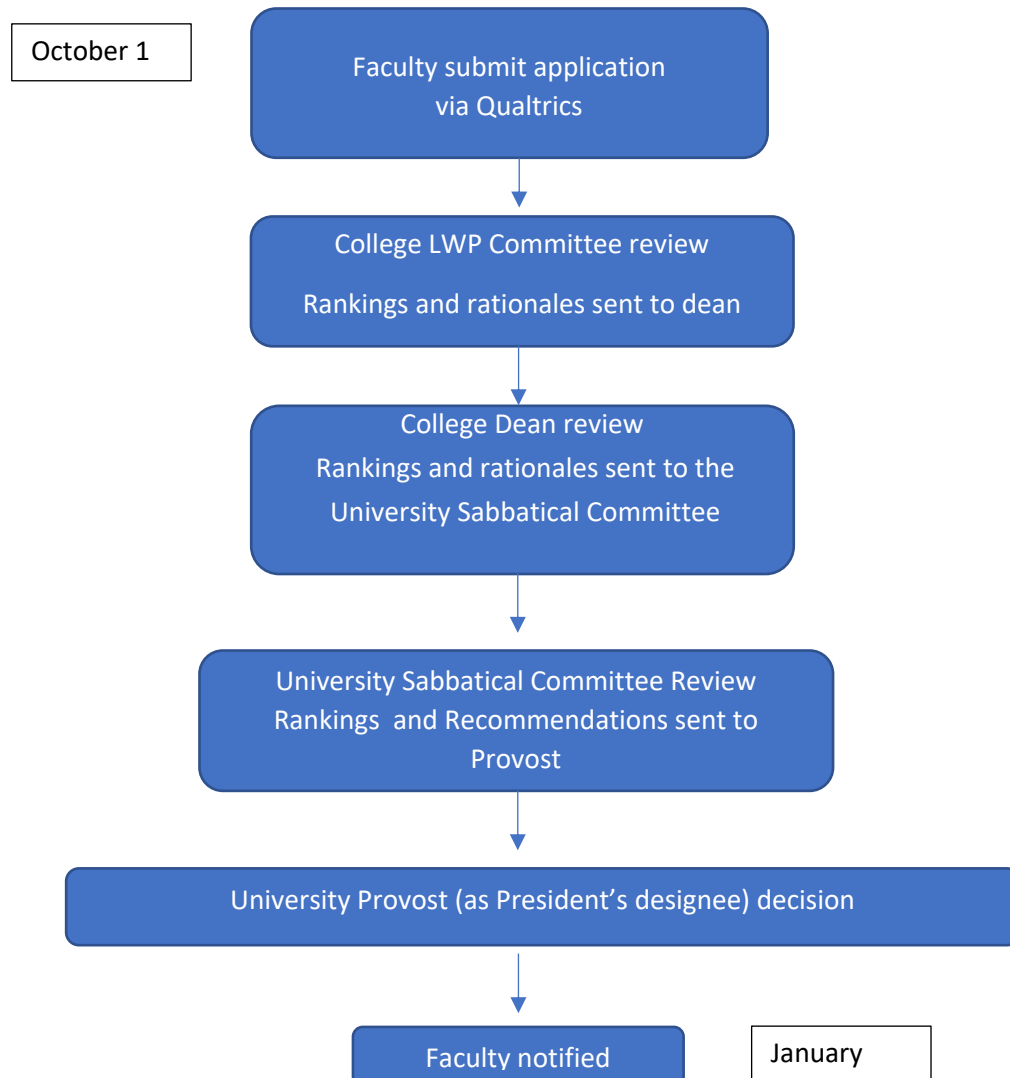 October 1
Faculty submit application
via Qualtrics
College LWP Committee review
Rankings and rationales sent to dean
College Dean review
Rankings and rationales sent to the
University Sabbatical Committee
University Sabbatical Committee Review
Rankings  and Recommendations sent to
Provost
University Provost (as President’s designee) decision
Faculty notified
January